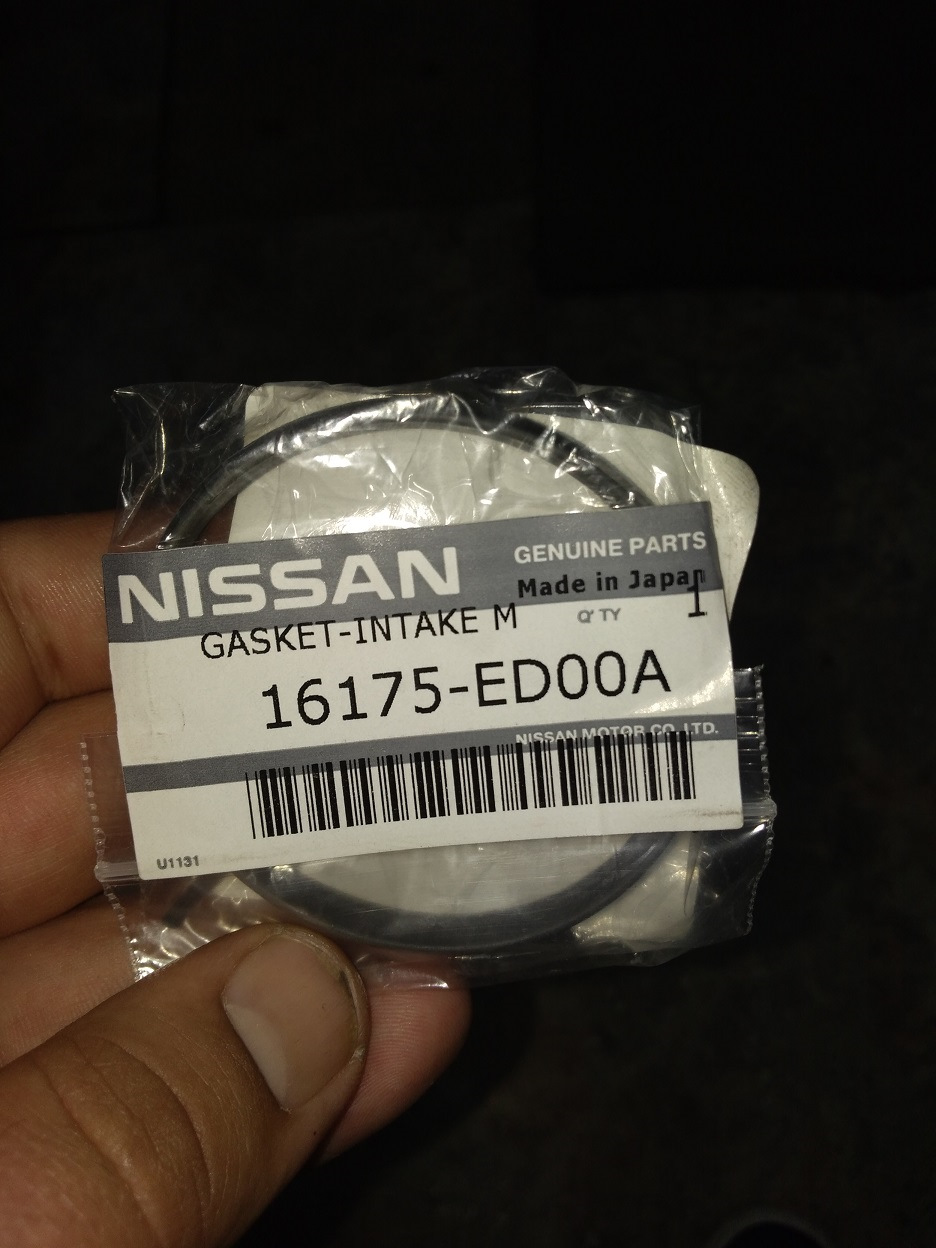 NISSAN
GENUINE PARTS
Made in Japan
GASKET-INTAKE M
Q'TY 1
16175-ED00A
NISSAN MOTOR CO.,LTD.
U1131